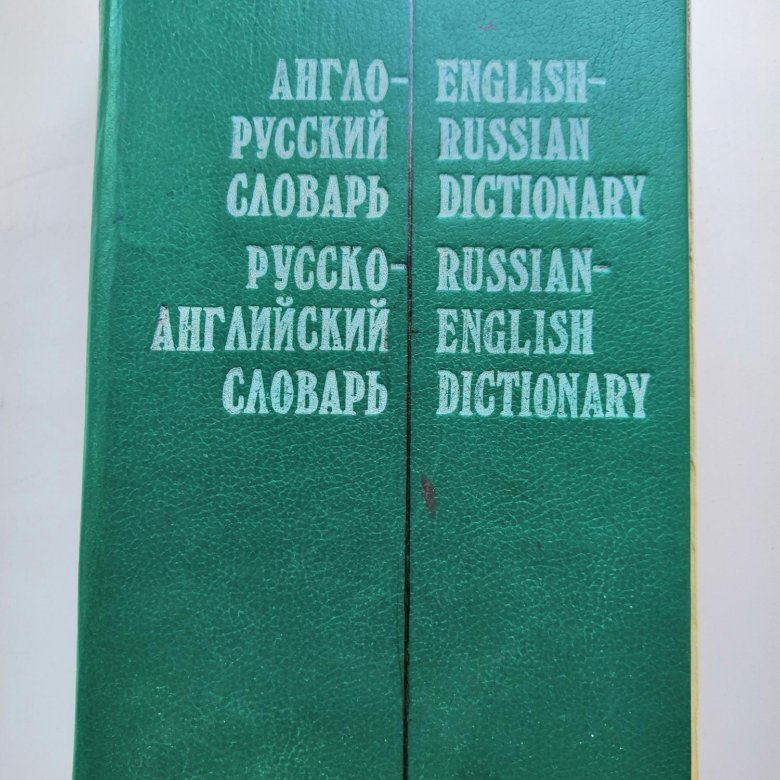 АНГЛО-
РУССКИЙ
СЛОВАРЬ
РУССКО-
АНГЛИЙСКИЙ
СЛОВАРЬ
ENGLISH-
RUSSIAN
DICTIONARY
RUSSIAN-
ENGLISH
DICTIONARY